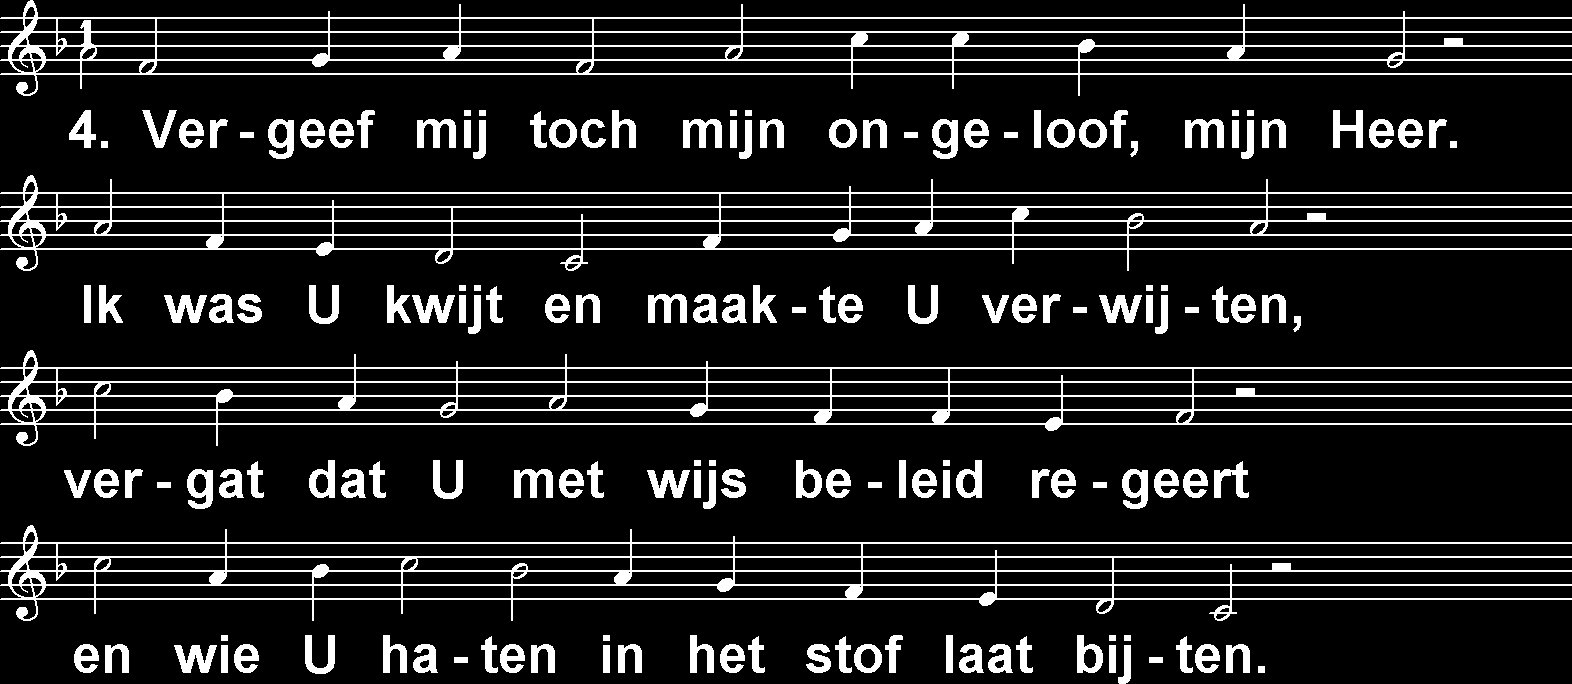 4. Ver - geef mij toch mijn on - ge - loof, mijn Heer.
Ik was U kwijt en maak - te U ver - wij - ten,
ver - gat dat U met wijs be - leid re - geert
en wie U ha - ten in het stof laat bij - ten.